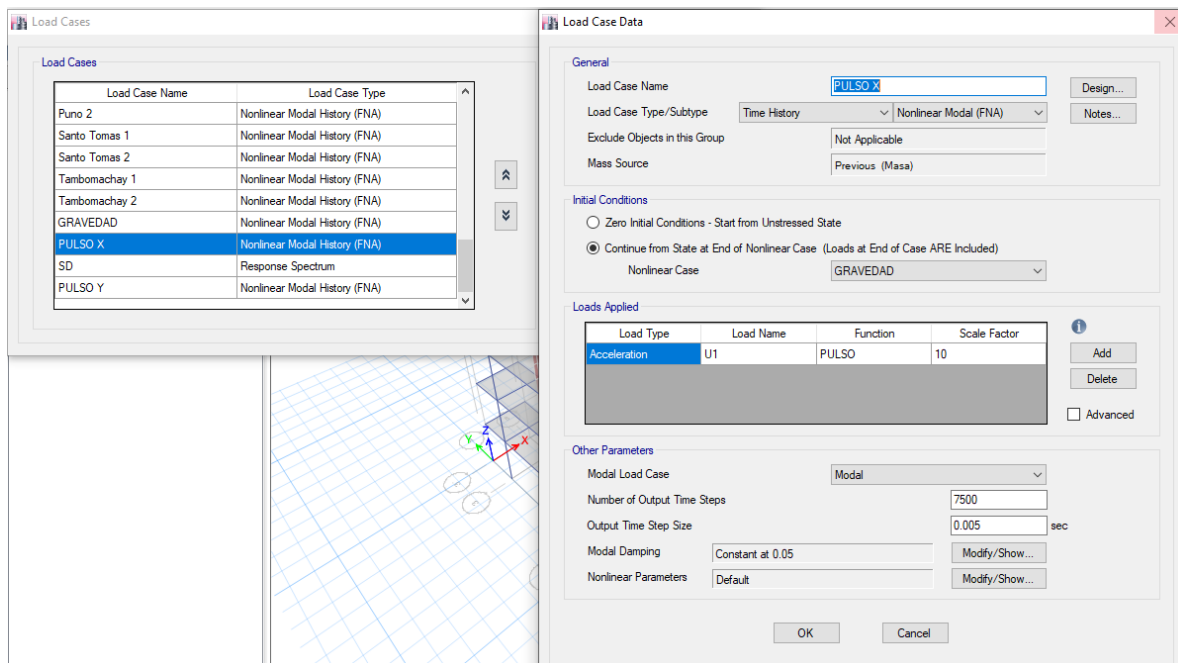 Load Cases
Load Cases
Load Case Name Load Case Type
Puno 2 Nonlinear Modal History (FNA)
Santo Tomas 1 Nonlinear Modal History (FNA)
Santo Tomas 2 Nonlinear Modal History (FNA)
Tambomachay 1 Nonlinear Modal History (FNA)
Tambomachay 2 Nonlinear Modal History (FNA)
GRAVEDAD Nonlinear Modal History (FNA)
PULSO X Nonlinear Modal History (FNA)
SD Response Spectrum
PULSO Y Nonlinear Modal History (FNA)
Y Z X
Load Case Data
General
Load Case Name PULSO X Design...
Load Case Type/Subtype Time History Nonlinear Modal (FNA) Notes...
Exclude Objects in this Group Not Applicable
Mass Source Previous (Masa)
Initial Conditions
Zero Initial Conditions - Start from Unstressed State
Continue from State at End of Nonlinear Case (Loads at End of Case ARE Included)
Nonlinear Case GRAVEDAD
Loads Applied
Load Type Load Name Function Scale Factor
Acceleration U1 PULSO 10
Add
Delete
Advanced
Other Parameters
Modal Load Case Modal
Number of Output Time Steps 7500
Output Time Step Size 0.005 sec
Modal Damping Constant at 0.05 Modify/Show...
Nonlinear Parameters Default Modify/Show...
OK Cancel